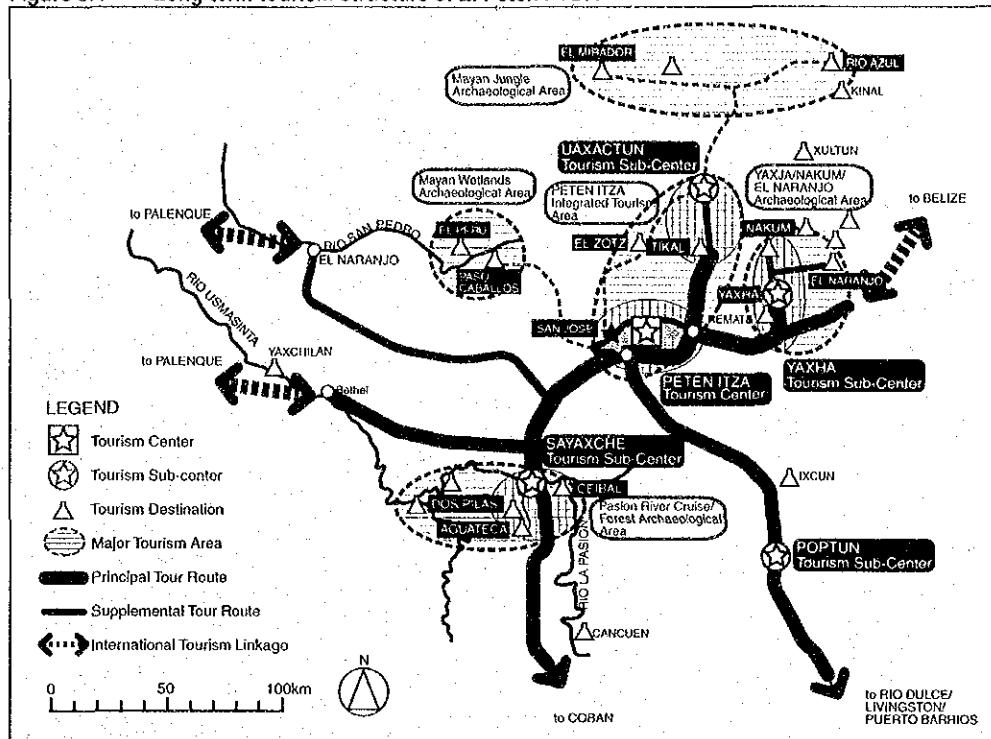 EL MIRADOR
RIO AZUL
KINAL
Mayan Jungle
Archaeological Area
UAXACTUN
Tourism Sub-Center
XULTUN
YAXJA/NAKUM/
EL NARANJO
Archaeological Area
Mayan Wetlands
Archaeological Area
PETEN ITZA
Integrated Tourism
Area
to BELIZE
to PALENQUE
RIO SAN PEDRO
EL NARANJO
EL PERU
PASO
CABALLOS
EL ZOTZ
TIKAL
NAKUM
EL NARANJO
YAXHA
REMATE
RIO USMASINTA
SAN JOSE
to PALENQUE
YAXCHILAN
Bethel
PETEN ITZA
Tourism Center
YAXHA
Tourism Sub-Center
LEGEND
Tourism Center
Tourism Sub-center
Tourism Destination
Major Tourism Area
Principal Tour Route
Supplemental Tour Route
International Tourism Linkago
0 50 100km
N
SAYAXCHE
Tourism Sub-Center
CEIBAL
DOS PILAS
AGUATECA
Pasion River Cruise/
Forest Archaeological
Area
RIO LA PASION
CANCUEN
IXCUN
POPTUN
Tourism Sub-Center
to COBAN
to RIO DULCE/
LIVINGSTON/
PUERTO BARHIOS